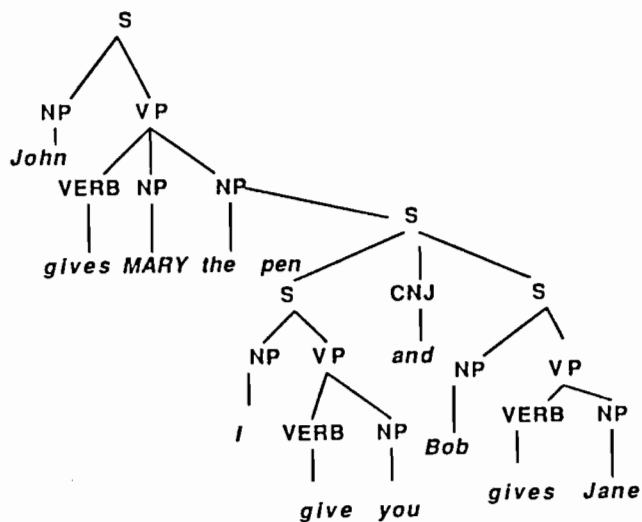 S
NP VP
John
VERB NP NP
S
gives MARY the pen
S CNJ S
NP VP and NP VP
I VERB NP Bob VERB NP
give you gives Jane